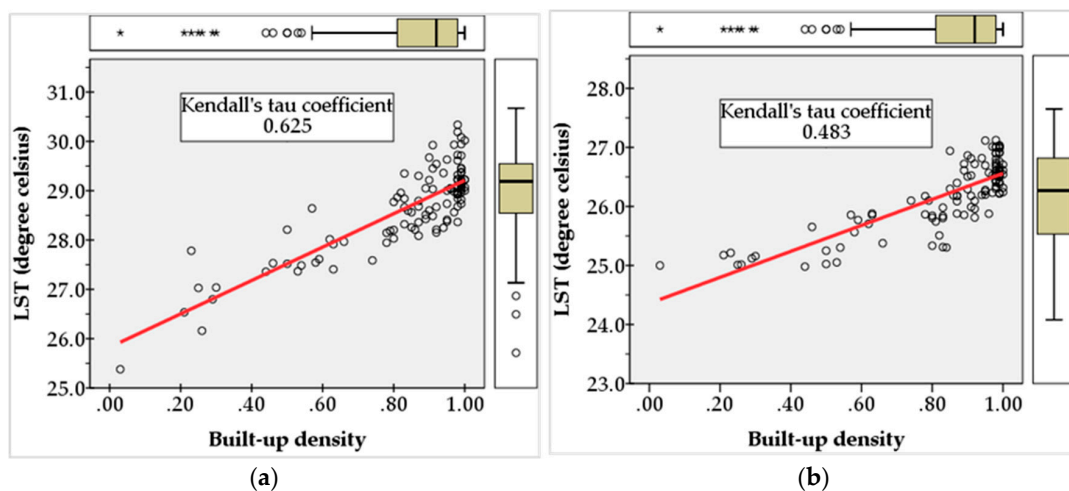 Kendall's tau coefficient
0.625
LST (degree celsius)
31.0
30.0
29.0
28.0
27.0
26.0
25.0
.00 .20 .40 .60 .80 1.00
Built-up density
(a)
Kendall's tau coefficient
0.483
LST (degree celsius)
28.0
27.0
26.0
25.0
24.0
23.0
.00 .20 .40 .60 .80 1.00
Built-up density
(b)